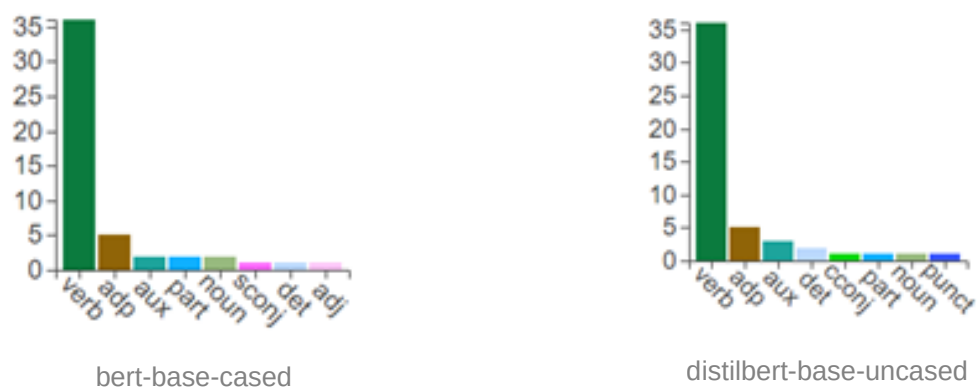 35
30
25
20
15
10
5
0
verb
adp
aux
part
noun
sconj
det
adj
bert-base-cased
35
30
25
20
15
10
5
0
verb
adp
aux
det
cconj
part
noun
punct
distilbert-base-uncased